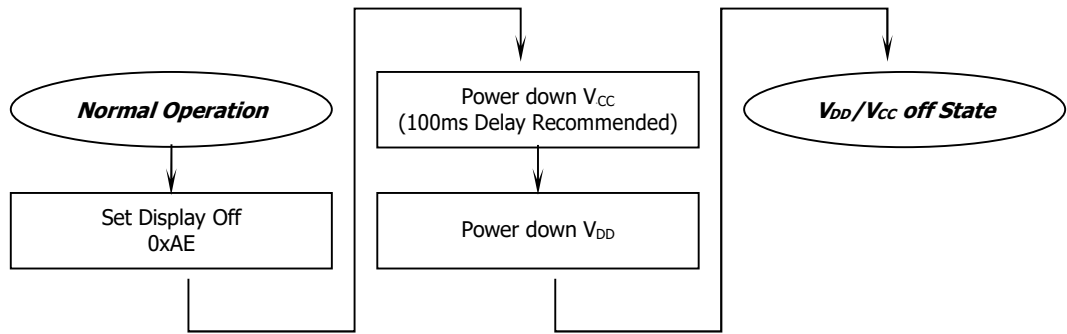 Normal Operation
Set Display Off
0xAE
Power down VCC
(100ms Delay Recommended)
Power down VDD
VDD/VCC off State